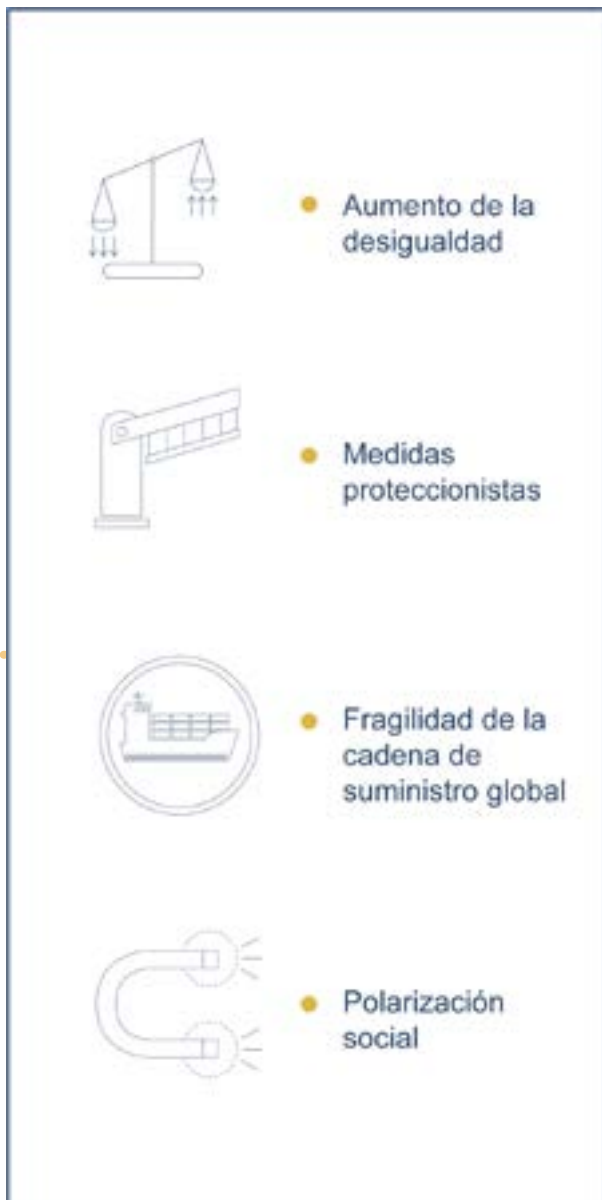 Aumento de la
desigualdad
Medidas
proteccionistas
Fragilidad de la
cadena de
suministro global
Polarización
social